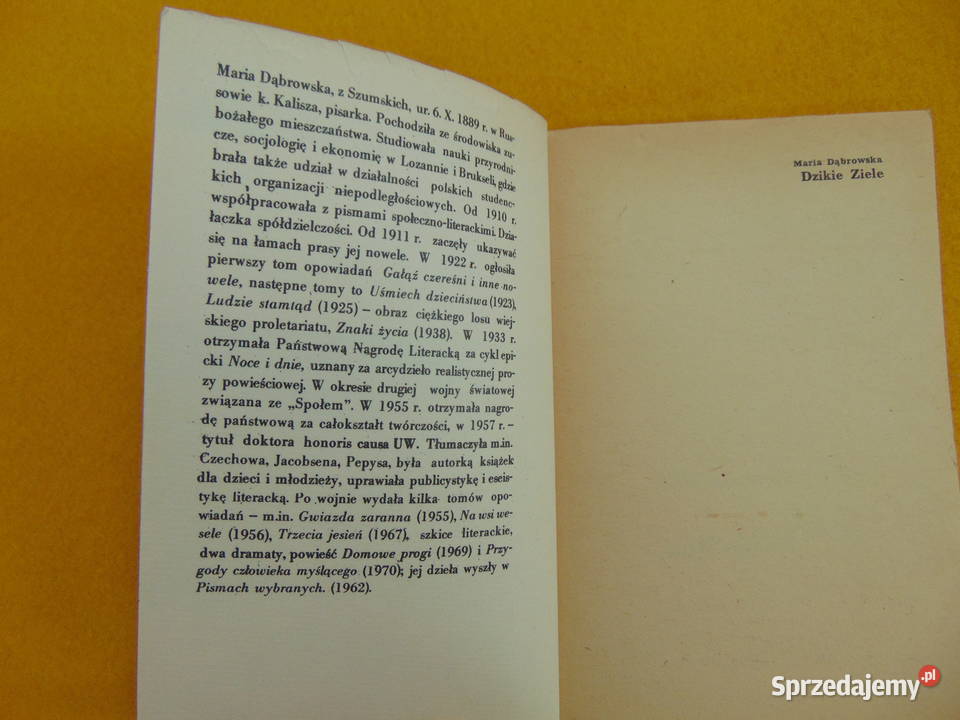 Maria Dąbrowska, z Szumskich, ur. 6. X. 1889 r. w Rus-
sowie k. Kalisza, pisarka. Pochodziła ze środowiska zu-
bożałego mieszczaństwa. Studiowała nauki przyrodni-
cze, socjologię i ekonomię w Lozannie i Brukseli, gdzie
brała także udział w działalności polskich studenc-
kich organizacji niepodległościowych. Od 1910 r.
współpracowała z pismami społeczno-literackimi. Dzia-
łaczka spółdzielczości. Od 1911 r. zaczęły ukazywać
się na łamach prasy jej nowele. W 1922 r. ogłosiła
pierwszy tom opowiadań Gałąź czereśni i inne no-
wele, następne tomy to Uśmiech dzieciństwa (1923),
Ludzie stamtąd (1925) – obraz ciężkiego losu wiej-
skiego proletariatu, Znaki życia (1938). W 1933 r.
otrzymała Państwową Nagrodę Literacką za cykl epi-
cki Noce i dnie, uznany za arcydzieło realistycznej pro-
zy powieściowej. W okresie drugiej wojny światowej
związana ze „Społem”. W 1955 r. otrzymała nagro-
dę państwową za całokształt twórczości, w 1957 r. –
tytuł doktora honoris causa UW. Tłumaczyła m.in.
Czechowa, Jacobsena, Pepysa, była autorką książek
dla dzieci i młodzieży, uprawiała publicystykę i eseis-
tykę literacką. Po wojnie wydała kilka tomów opo-
wiadań – m.in. Gwiazda zaranna (1955), Na wsi we-
sele (1956), Trzecia jesień (1967), szkice literackie,
dwa dramaty, powieść Domowe progi (1969) i Przy-
gody człowieka myślącego (1970); jej dzieła wyszły w
Pismach wybranych. (1962).
Maria Dąbrowska
Dzikie Ziele
Sprzedajemy.pl